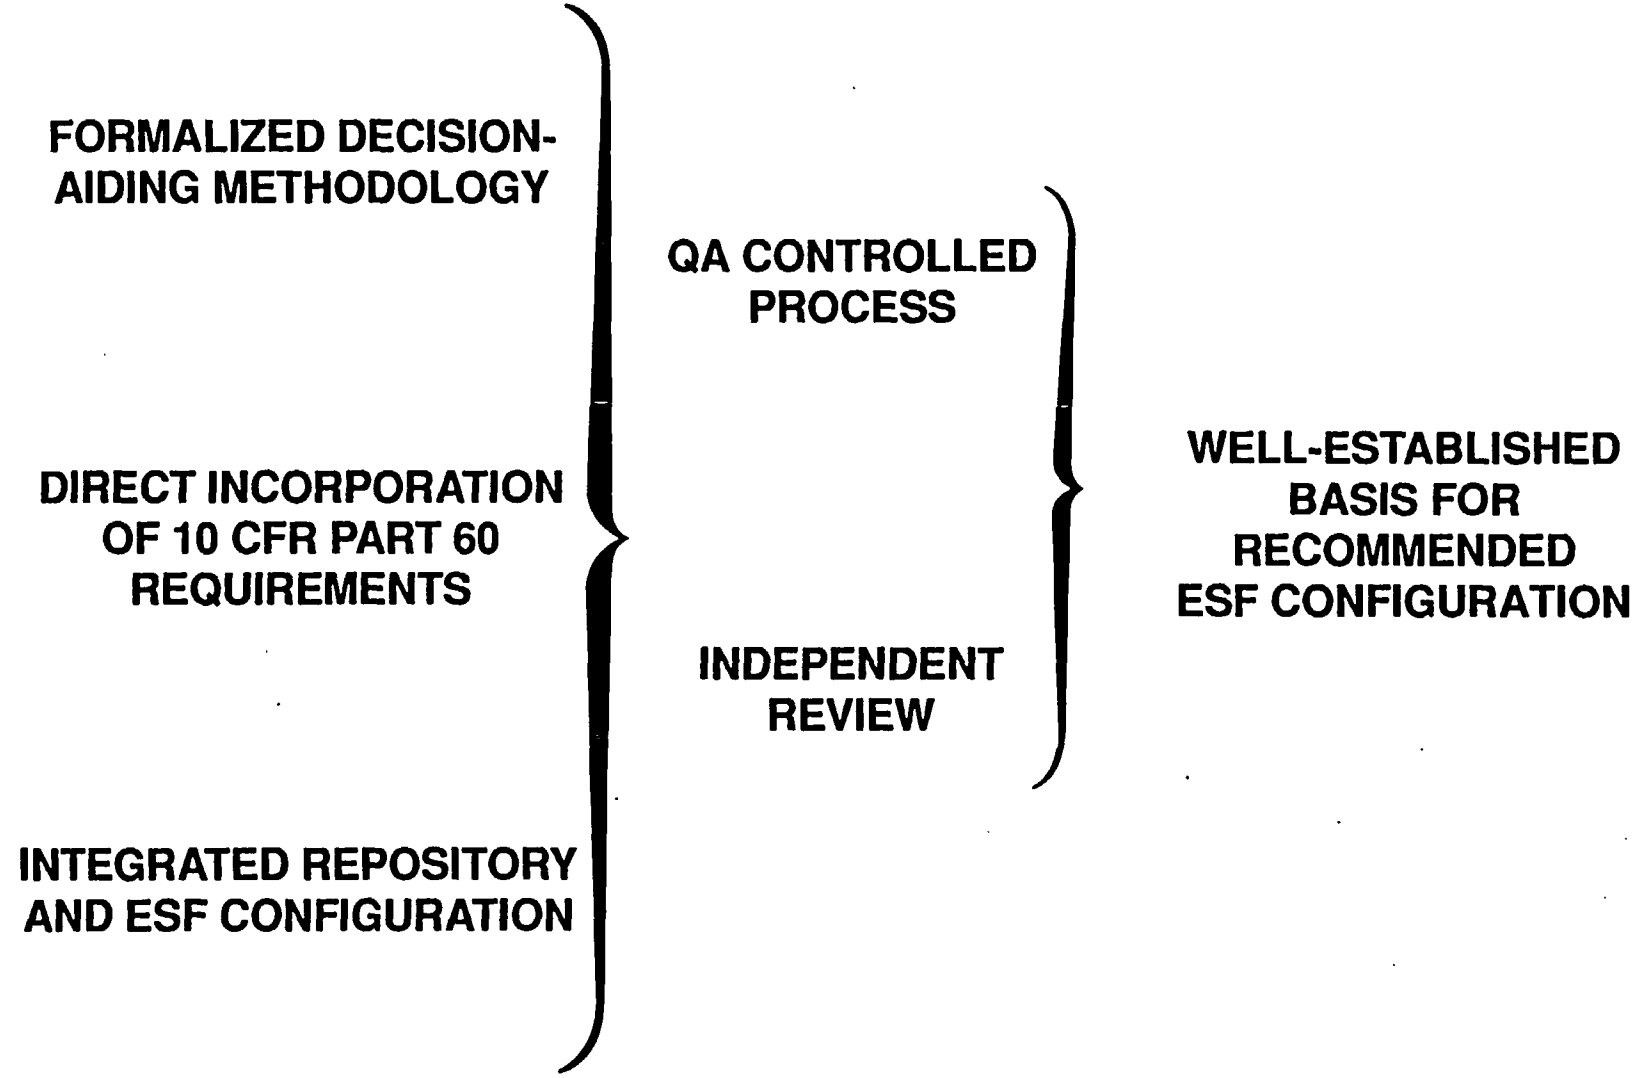 FORMALIZED DECISION-
AIDING METHODOLOGY
DIRECT INCORPORATION
OF 10 CFR PART 60
REQUIREMENTS
INTEGRATED REPOSITORY
AND ESF CONFIGURATION
QA CONTROLLED
PROCESS
INDEPENDENT
REVIEW
WELL-ESTABLISHED
BASIS FOR
RECOMMENDED
ESF CONFIGURATION